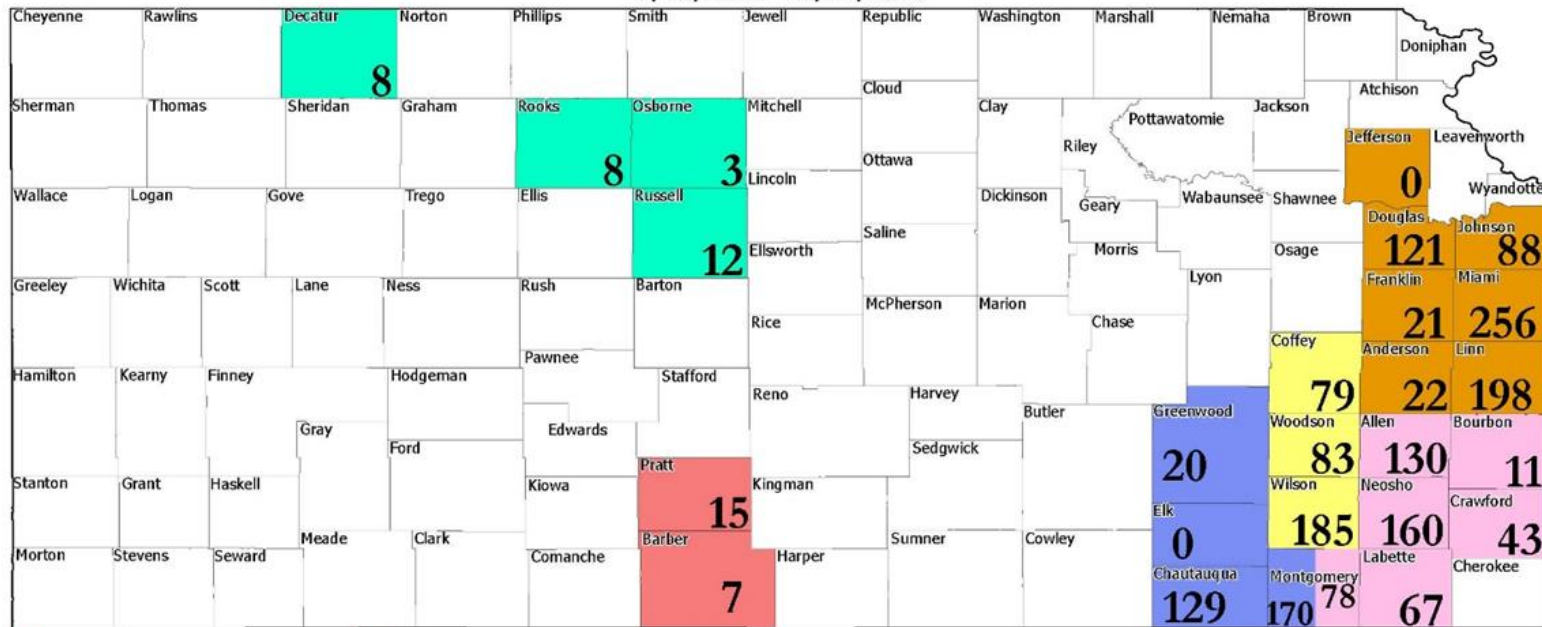 Cheyenne Rawlins Decatur Norton Phillips Smith Jewell Republic Washington Marshall Nemaha Brown
Doniphan
8
Cloud
Atchison
Sherman Thomas Sheridan Graham Rooks Osborne Mitchell Clay Jackson
Pottawatomie
Jefferson Leavenworth
Riley
Ottawa
8 3 0
Lincoln
Wyandotte
Wallace Logan Gove Trego Ellis Russell Dickinson Geary Wabaunsee Shawnee
Douglas
Johnson
Saline
12 Ellsworth Morris Osage 121 88
Greeley Wichita Scott Lane Ness Rush Barton Lyon Franklin Miami
McPherson Marion
Rice Chase 21 256
Coffey
Pawnee Anderson Linn
Hamilton Kearny Finney Hodgeman Stafford
Reno Harvey 79 22 198
Butler Greenwood
Gray Edwards Woodson Allen Bourbon
Ford Sedgwick
20 83 130 11
Pratt
Stanton Grant Haskell Kiowa Kingman Wilson Neosho
Crawford
15 Elk
Meade Clark Barber Sumner Cowley 0 185 160 43
Morton Stevens Seward Comanche Harper Labette
Cherokee
Chautauqua Montgomery
7 129 170 78 67